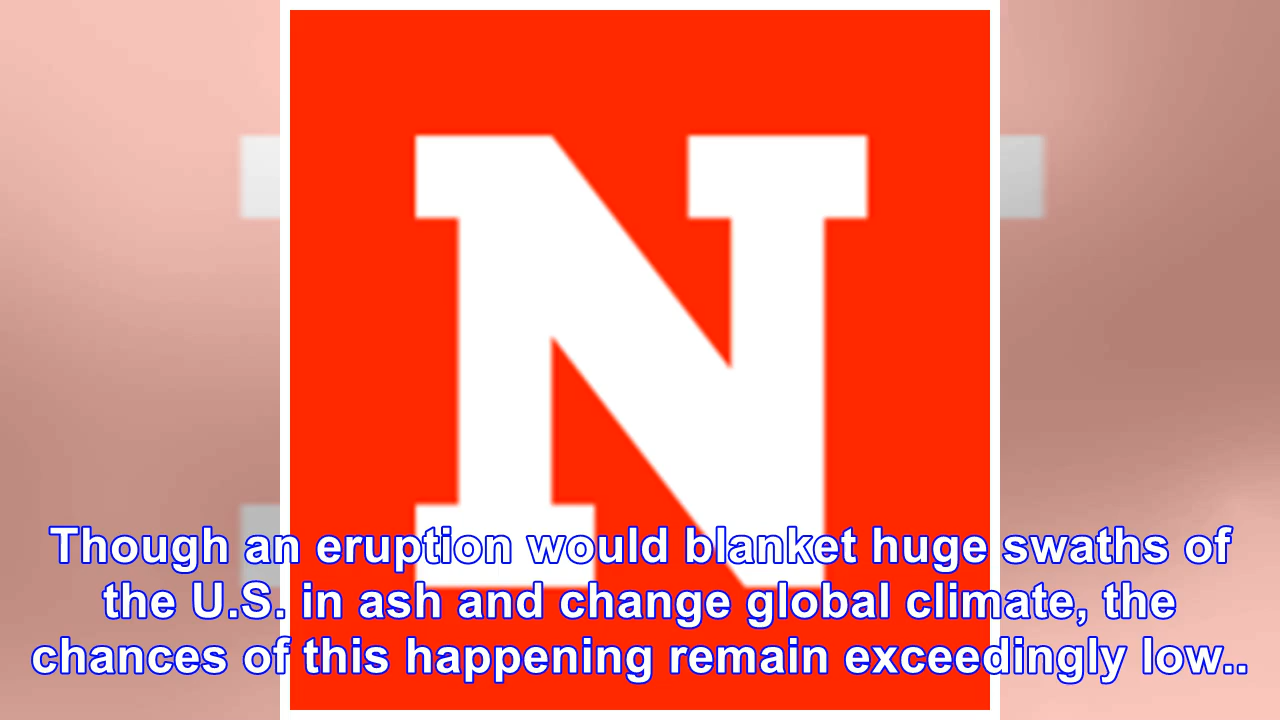 N
Though an eruption would blanket huge swaths of
the U.S. in ash and change global climate, the
chances of this happening remain exceedingly low..